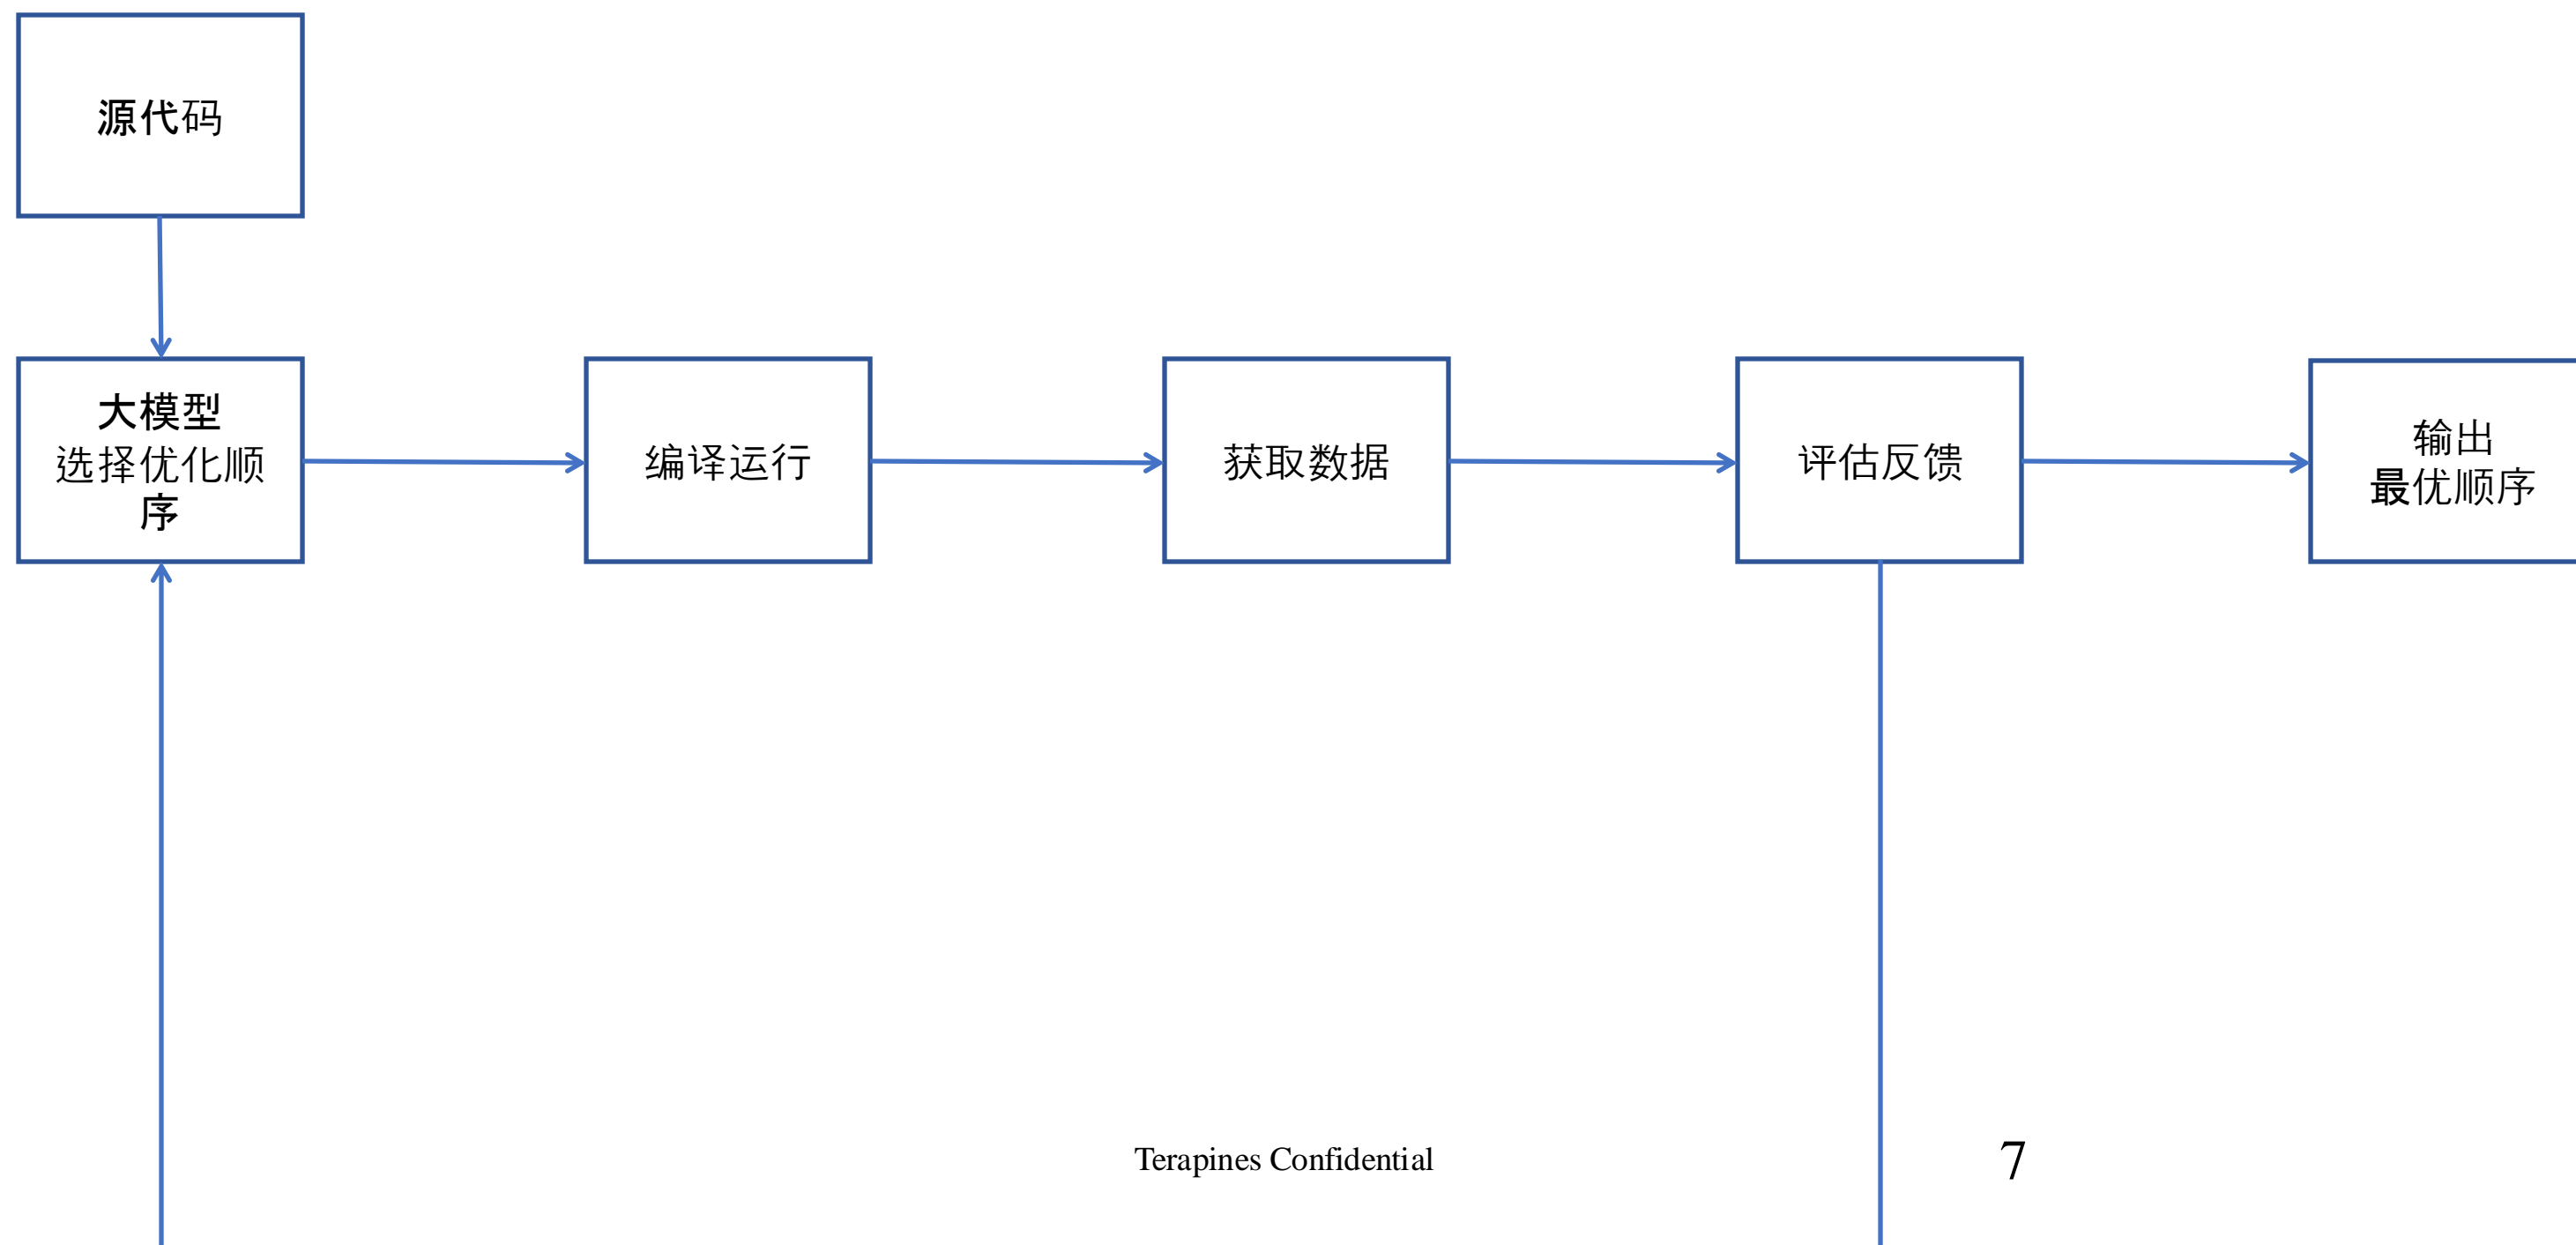 源代码
大模型
选择优化顺
序
编译运行
获取数据
评估反馈
输出
最优顺序
Terapines Confidential
7